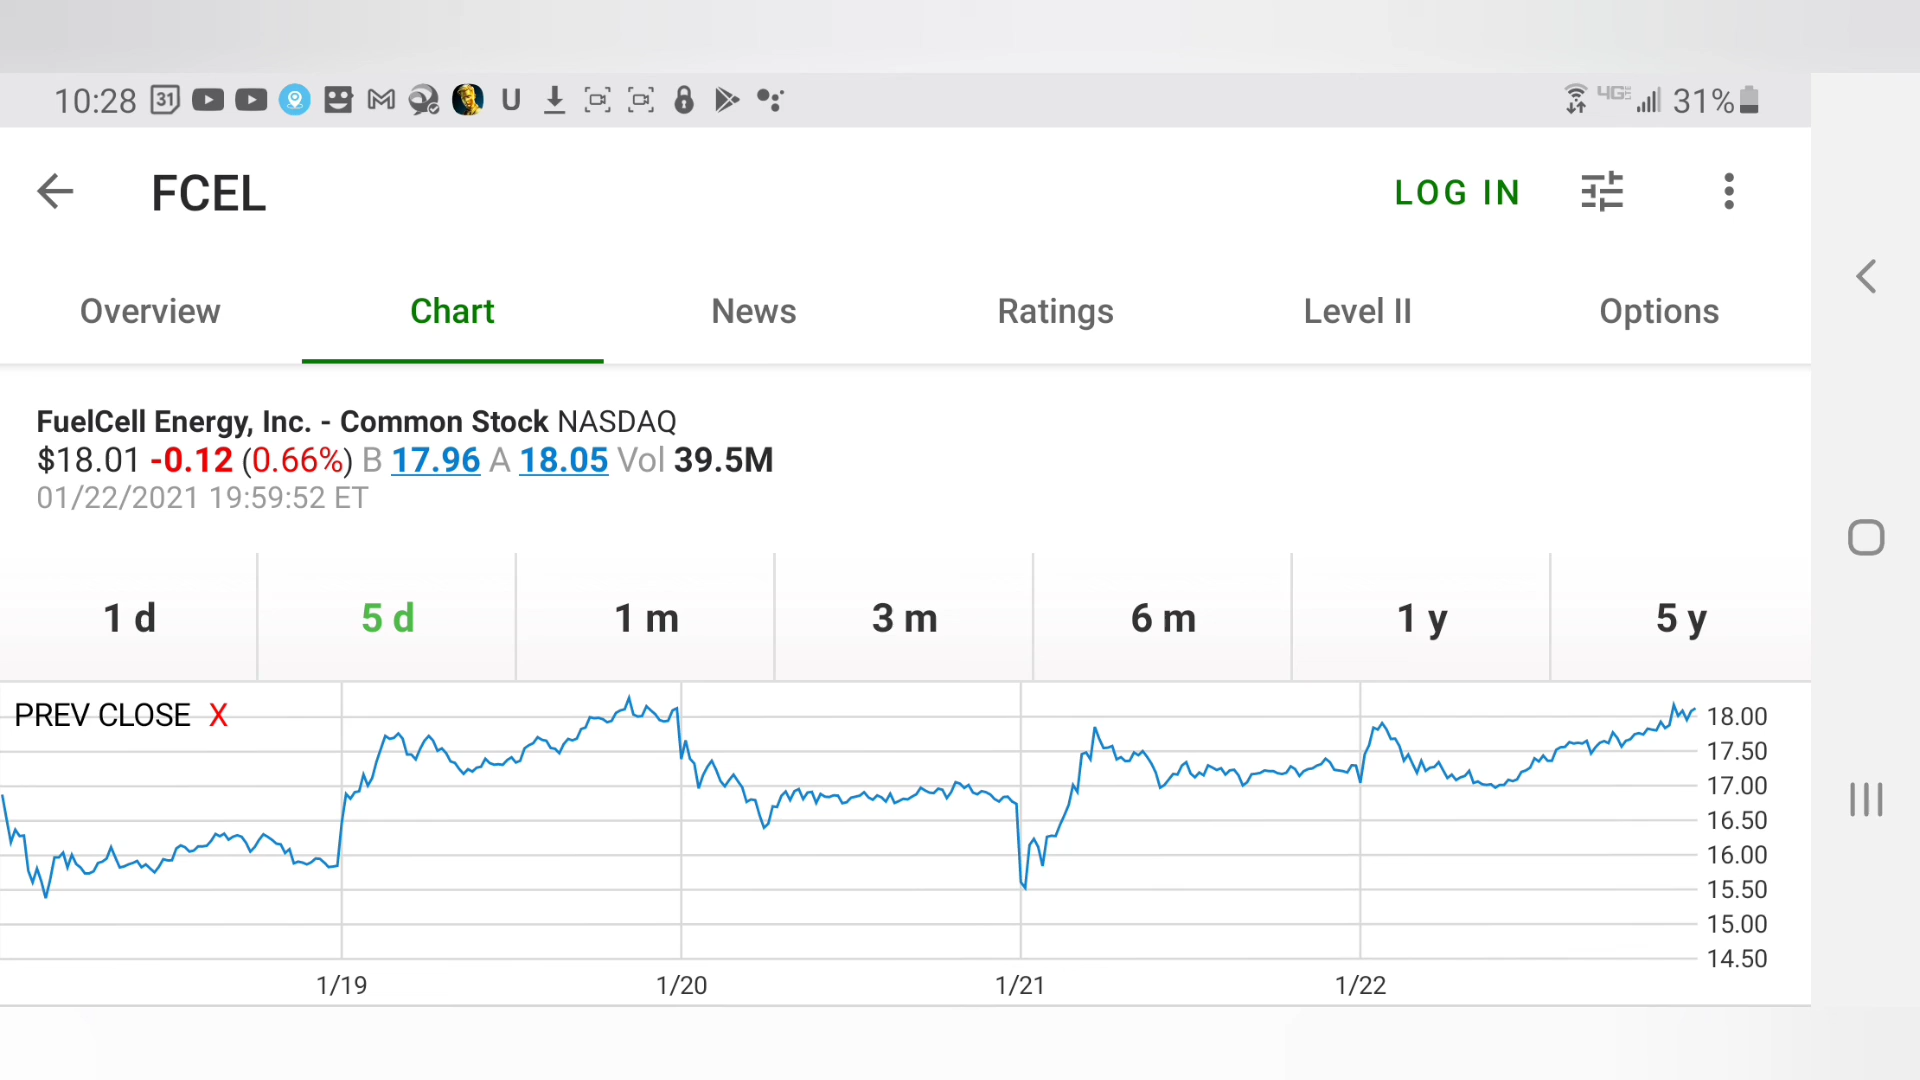 10:28 31 U 4GE 31%
FCEL LOG IN
Overview Chart News Ratings Level II Options
FuelCell Energy, Inc. - Common Stock NASDAQ
$18.01 -0.12 (0.66%) B 17.96 A 18.05 Vol 39.5M
01/22/2021 19:59:52 ET
1 d 5 d 1 m 3 m 6 m 1 y 5 y
PREV CLOSE X
18.00
17.50
17.00
16.50
16.00
15.50
15.00
14.50
1/19 1/20 1/21 1/22